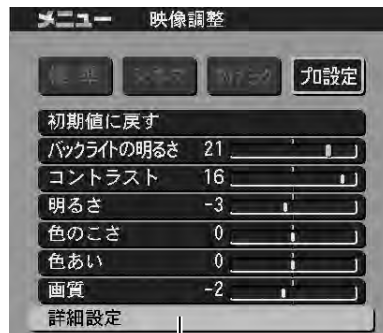 メニュー 映像調整
プロ設定
初期値に戻す
バックライトの明るさ 21
コントラスト 16
明るさ -3
色のこさ 0
色あい 0
画質 -2
詳細設定